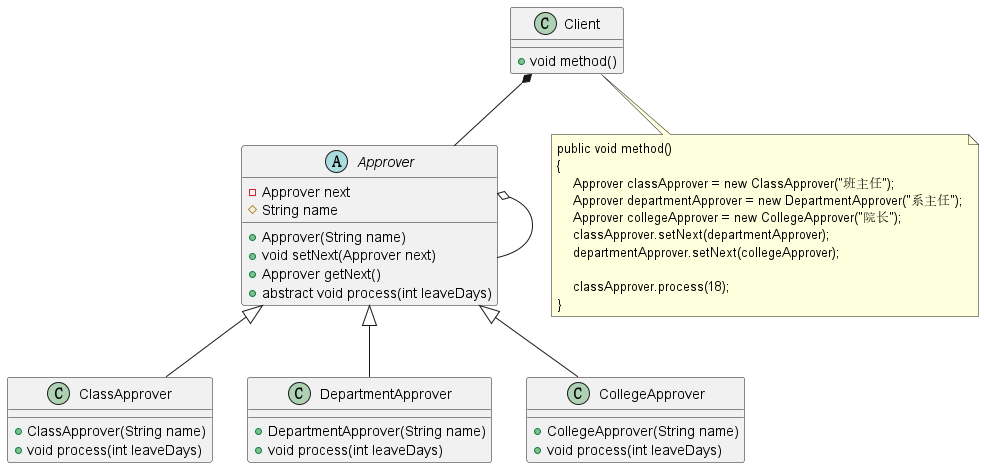 C Client
void method()
A Approver
Approver next
String name
Approver(String name)
void setNext(Approver next)
Approver getNext()
abstract void process(int leaveDays)
public void method()
{
Approver classApprover = new ClassApprover("班主任");
Approver departmentApprover = new DepartmentApprover("系主任");
Approver collegeApprover = new CollegeApprover("院长");
classApprover.setNext(departmentApprover);
departmentApprover.setNext(collegeApprover);
classApprover.process(18);
}
C ClassApprover
ClassApprover(String name)
void process(int leaveDays)
C DepartmentApprover
DepartmentApprover(String name)
void process(int leaveDays)
C CollegeApprover
CollegeApprover(String name)
void process(int leaveDays)